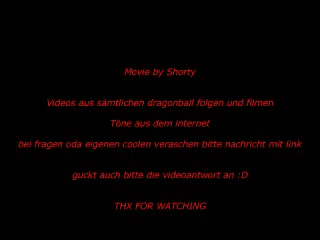 Movie by Shorty
Videos aus sämtlichen dragonball folgen und filmen
Töne aus dem internet
bei fragen oda eigenen coolen veraschen bitte nachricht mit link
guckt auch bitte die videoantwort an :D
THX FOR WATCHING